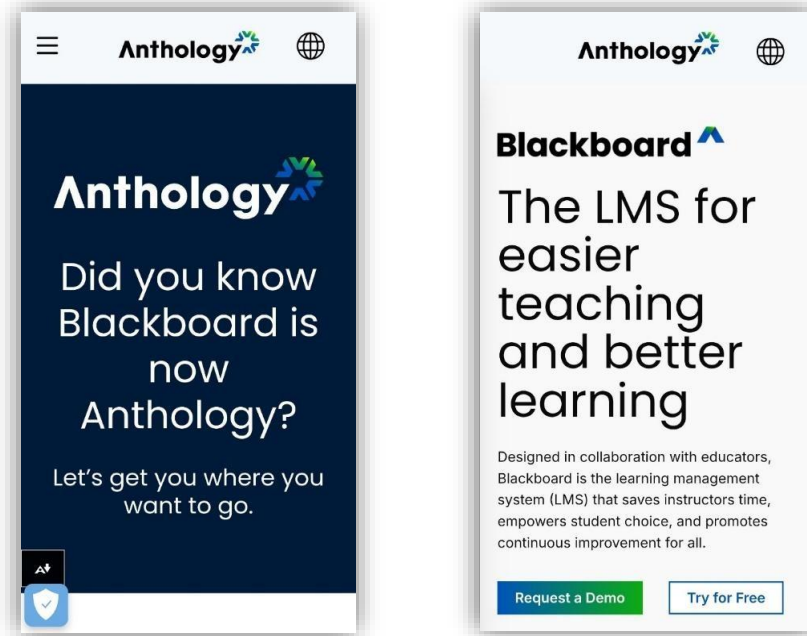 Anthology
Anthology
Did you know
Blackboard is
now
Anthology?
Let's get you where you
want to go.
A
Anthology
Blackboard
The LMS for
easier
teaching
and better
learning
Designed in collaboration with educators,
Blackboard is the learning management
system (LMS) that saves instructors time,
empowers student choice, and promotes
continuous improvement for all.
Request a Demo
Try for Free